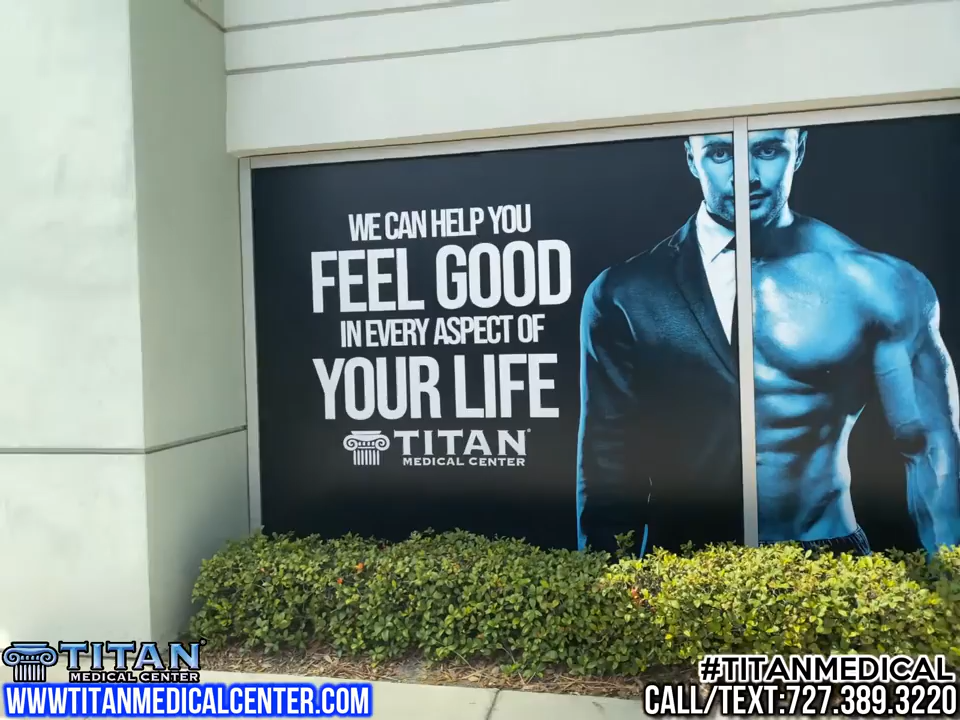 WE CAN HELP YOU
FEEL GOOD
IN EVERY ASPECT OF
YOUR LIFE
TITAN®
MEDICAL CENTER
TITAN®
MEDICAL CENTER
WWW.TITANMEDICALCENTER.COM
#TITANMEDICAL
CALL/TEXT:727.389.3220